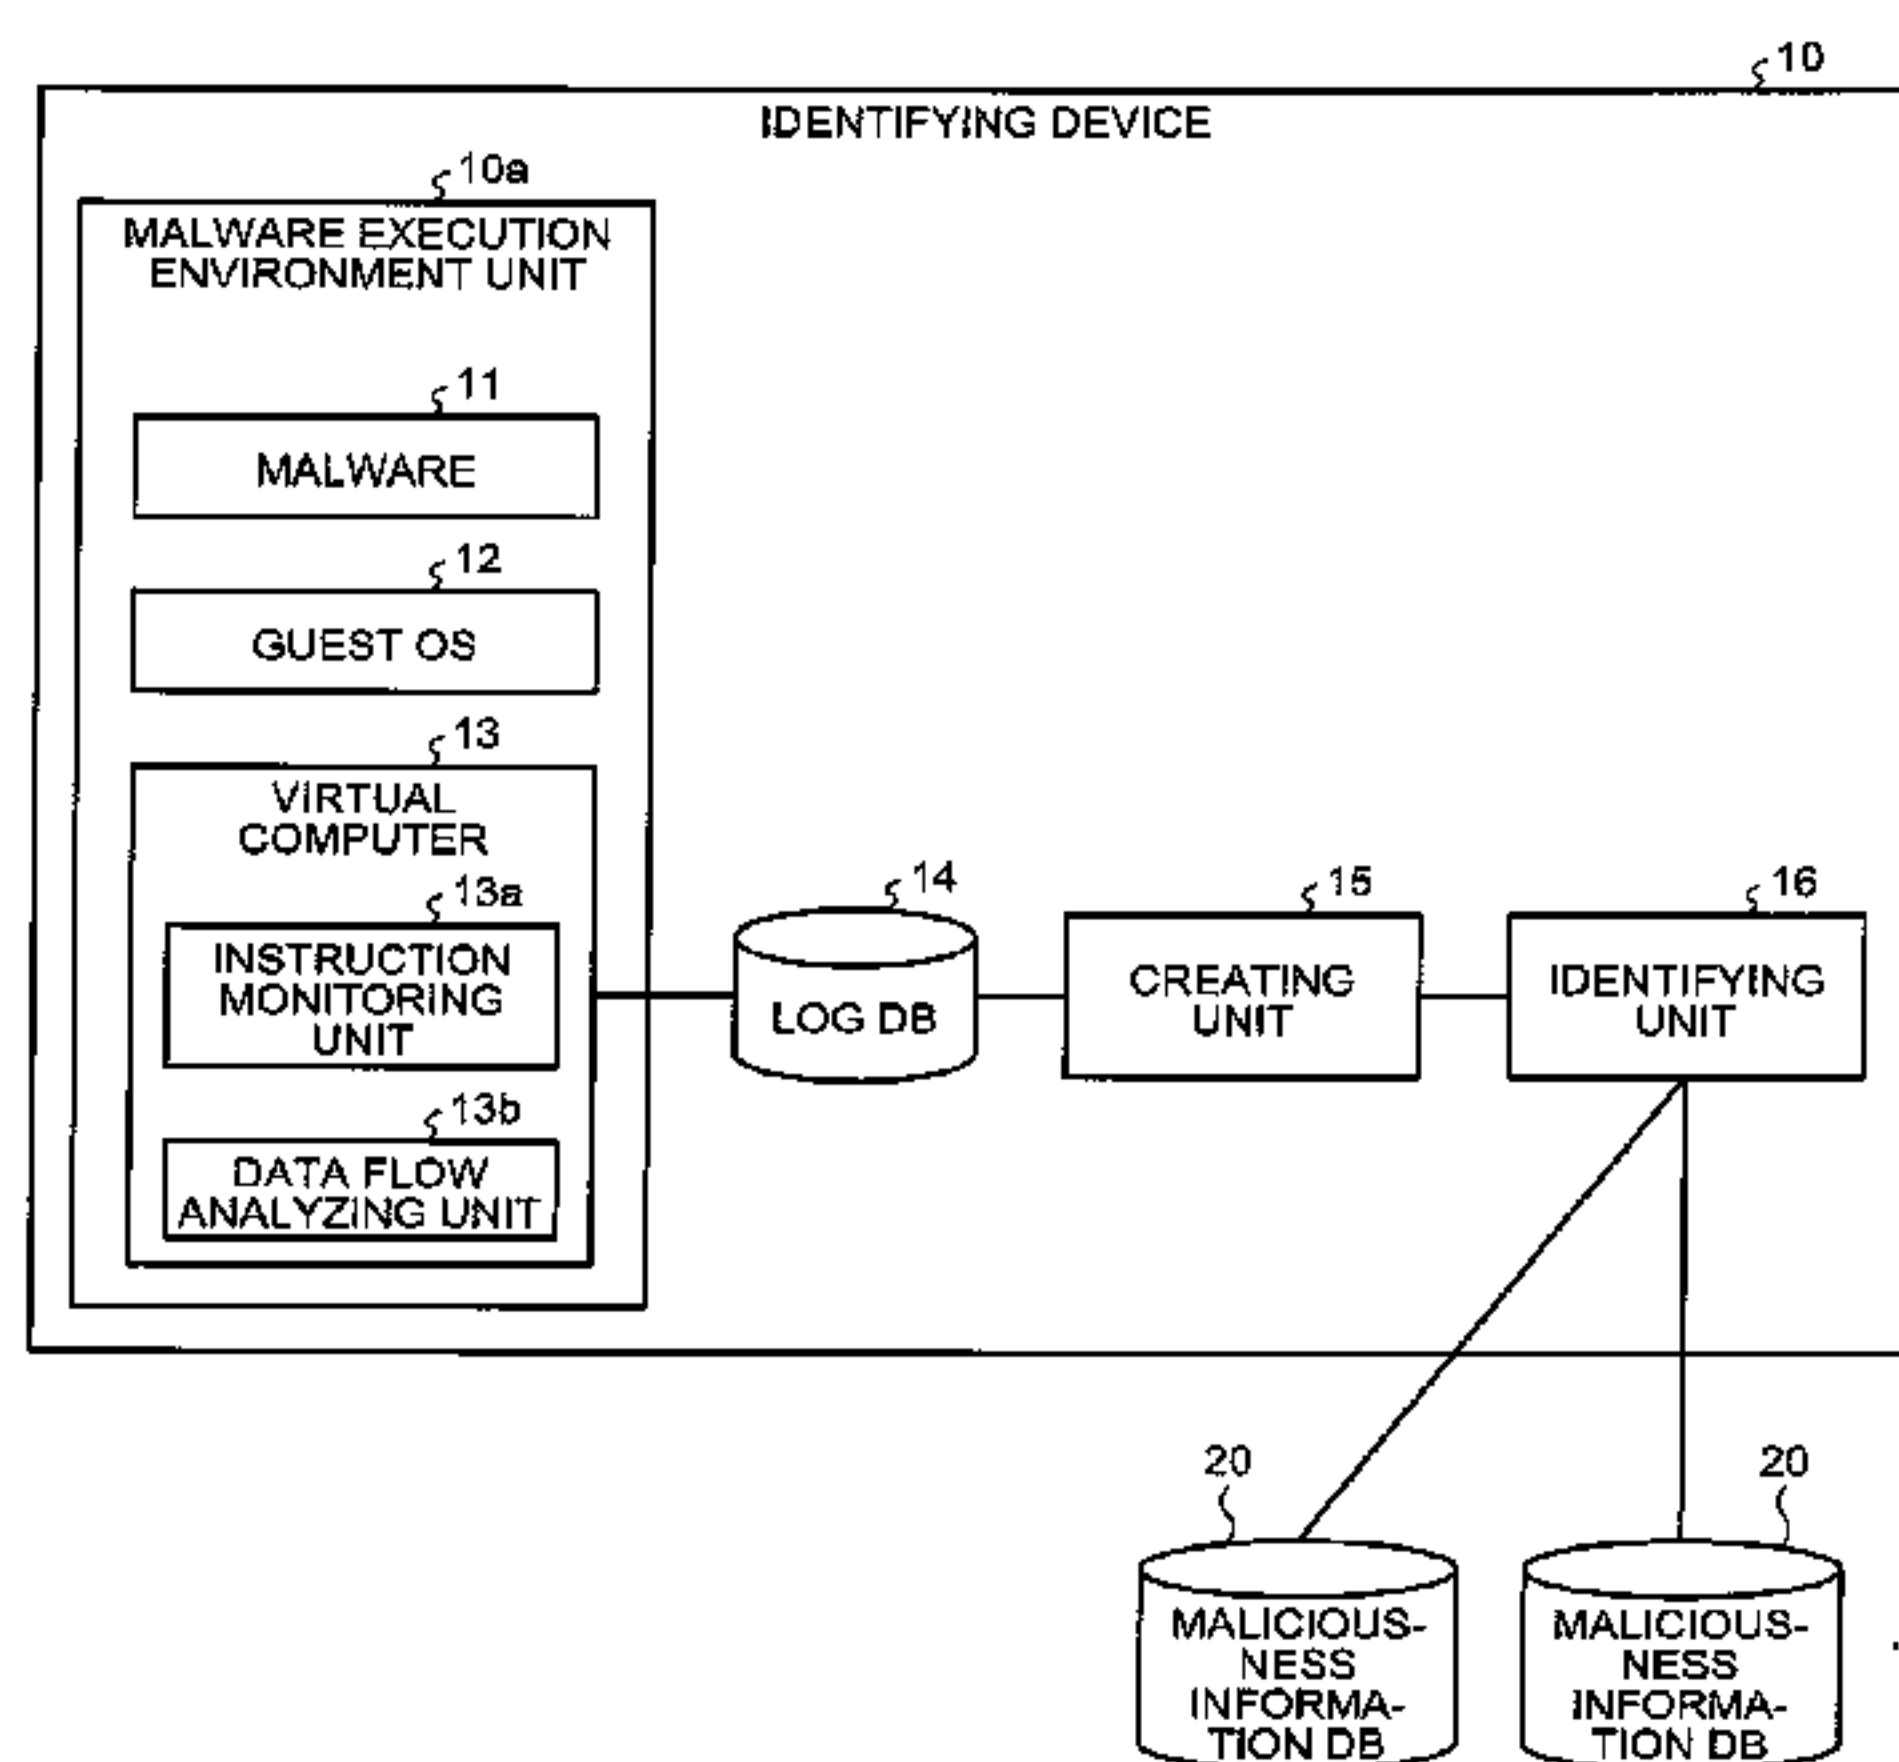 10
IDENTIFYING DEVICE
10a
MALWARE EXECUTION
ENVIRONMENT UNIT
11
MALWARE
12
GUEST OS
13
VIRTUAL
COMPUTER
13a
INSTRUCTION
MONITORING
UNIT
13b
DATA FLOW
ANALYZING UNIT
14
LOG DB
15
CREATING
UNIT
16
IDENTIFYING
UNIT
20
MALICIOUS-
NESS
INFORMA-
TION DB
20
MALICIOUS-
NESS
INFORMA-
TION DB